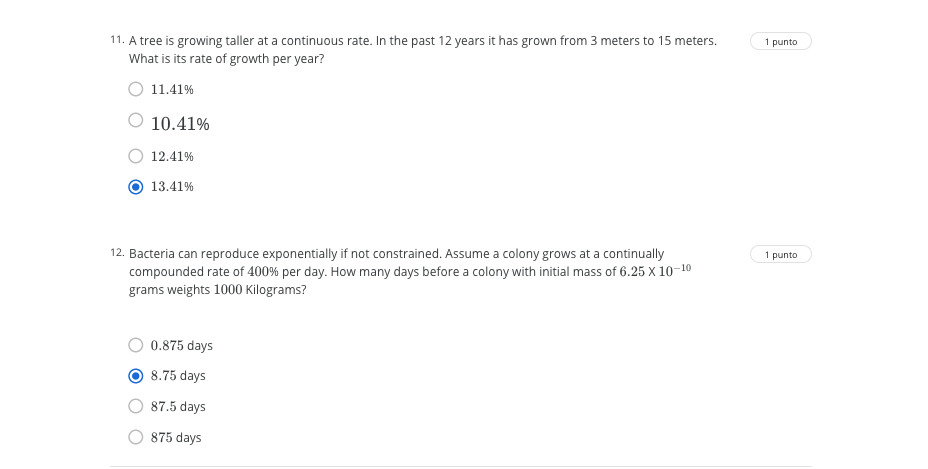 11. A tree is growing taller at a continuous rate. In the past 12 years it has grown from 3 meters to 15 meters.
What is its rate of growth per year?
1 punto
11.41%
10.41%
12.41%
13.41%
12. Bacteria can reproduce exponentially if not constrained. Assume a colony grows at a continually
compounded rate of 400% per day. How many days before a colony with initial mass of 6.25 X 10⁻¹⁰
grams weights 1000 Kilograms?
1 punto
0.875 days
8.75 days
87.5 days
875 days